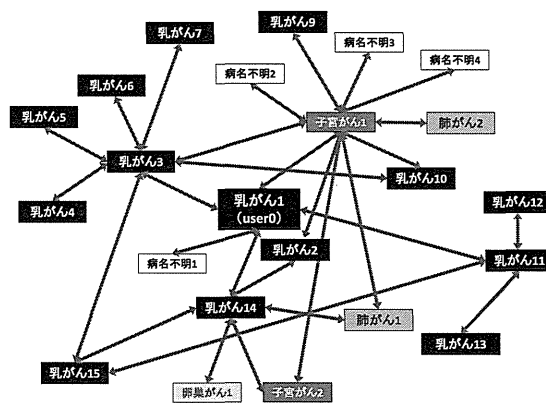 乳がん7
乳がん9
病名不明3
病名不明2
病名不明4
乳がん6
乳がん5
子宮がん1
肺がん2
乳がん3
乳がん10
乳がん4
乳がん1
（user0）
乳がん12
乳がん2
病名不明1
乳がん11
乳がん14
肺がん1
乳がん13
乳がん15
卵巣がん1
子宮がん2